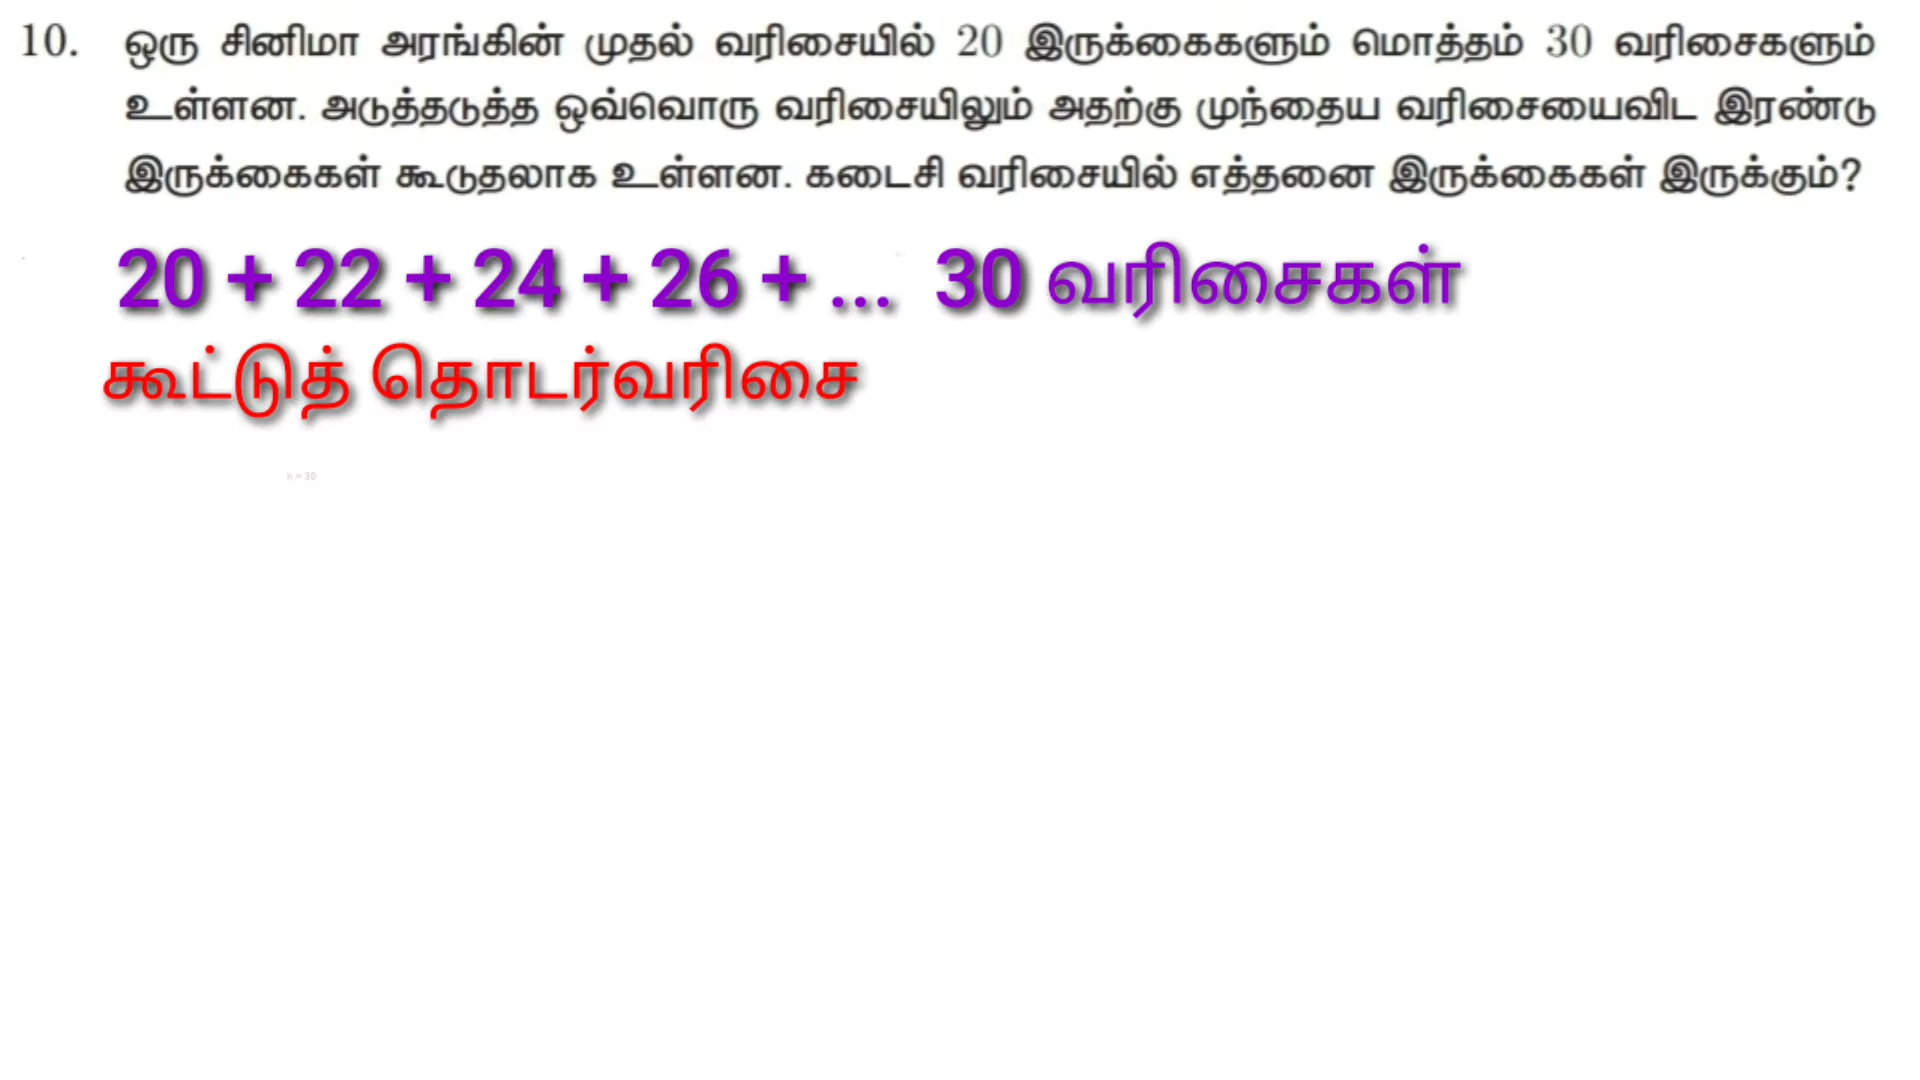 10. ஒரு சினிமா அரங்கின் முதல் வரிசையில் 20 இருக்கைகளும் மொத்தம் 30 வரிசைகளும்
உள்ளன. அடுத்தடுத்த ஒவ்வொரு வரிசையிலும் அதற்கு முந்தைய வரிசையைவிட இரண்டு
இருக்கைகள் கூடுதலாக உள்ளன. கடைசி வரிசையில் எத்தனை இருக்கைகள் இருக்கும்?
20 + 22 + 24 + 26 + ... 30 வரிசைகள்
கூட்டுத் தொடர்வரிசை
n = 30